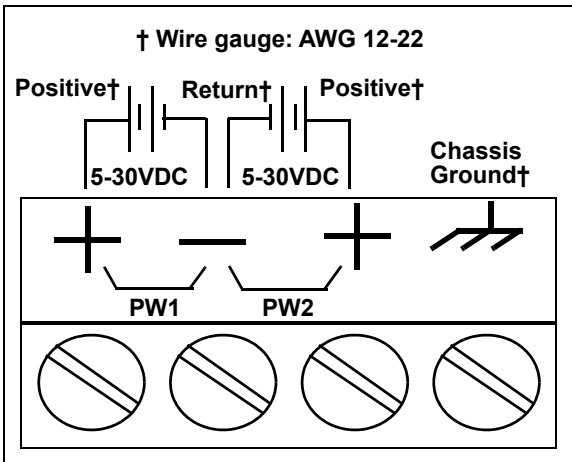 † Wire gauge: AWG 12-22
Positive† Return† Positive†
5-30VDC 5-30VDC
Chassis
Ground†
PW1 PW2